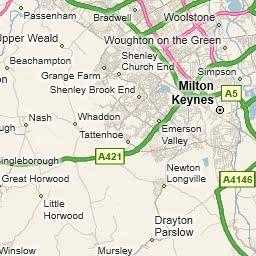 Passenham
Bradwell
Woolstone
Upper Weald
Woughton on the Green
Beachampton
Shenley
Church End
Grange Farm
Simpson
Milton
Keynes
Shenley Brook End
A5
Nash
Whaddon
Tattenhoe
Emerson
Valley
A421
Singleborough
Great Horwood
Newton
Longville
A4146
Little
Horwood
Drayton
Parslow
Winslow
Mursley